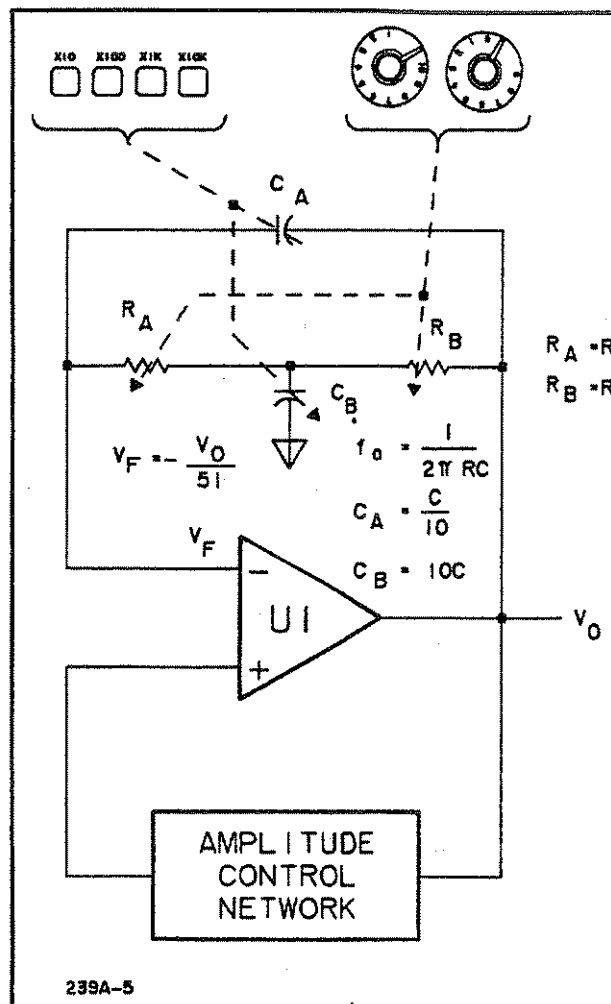 X10 X100 X1K X10K
C A
R A
R B
R A = R
R B = R
C B
V F = - V O / 51
f o = 1 / 2π RC
C A = C / 10
C B = 10C
V F
−
U1
+
V O
AMPLITUDE
CONTROL
NETWORK
239A-5